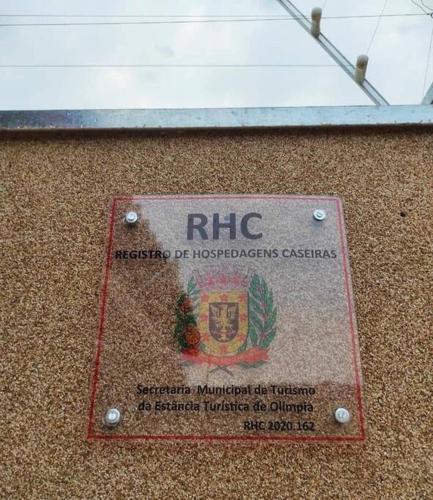 RHC
REGISTRO DE HOSPEDAGENS CASEIRAS
Secretaria Municipal de Turismo
da Estância Turística de Olímpia
RHC 2020.162